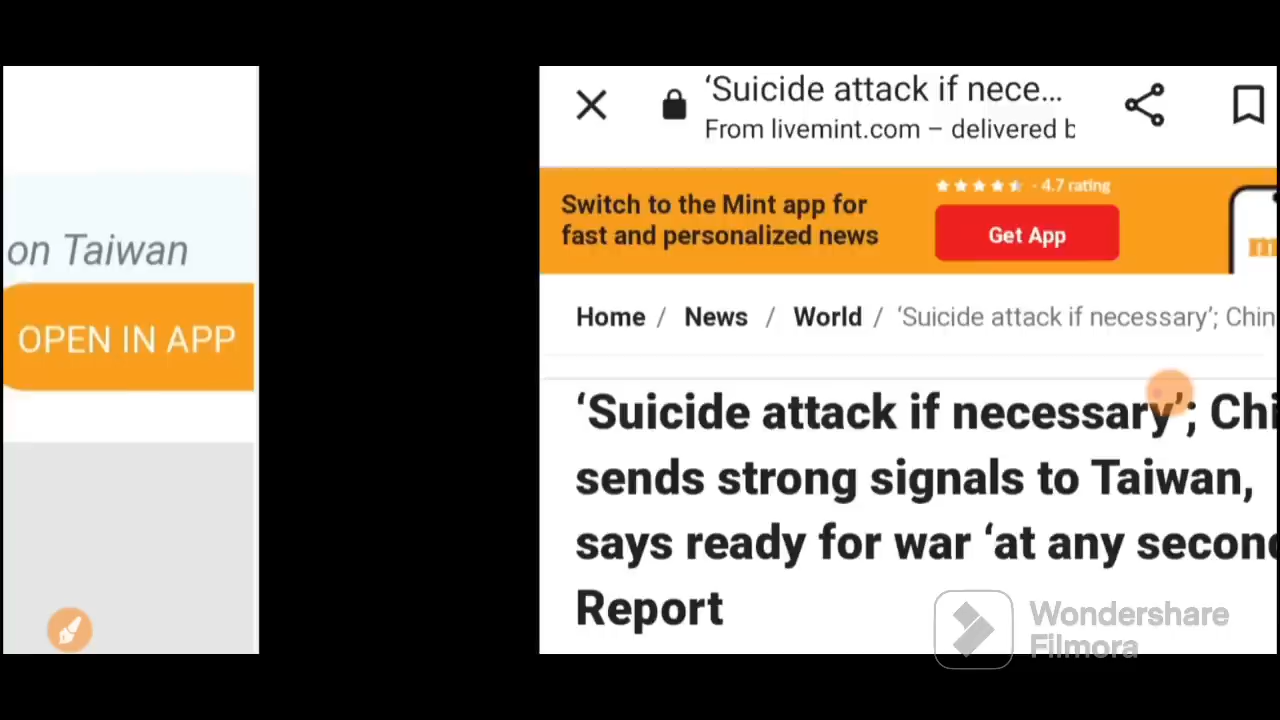 on Taiwan
OPEN IN APP
‘Suicide attack if nece...
From livemint.com – delivered b
Switch to the Mint app for
fast and personalized news
- 4.7 rating
Get App
Home / News / World / ‘Suicide attack if necessary’; Chin
‘Suicide attack if necessary’; Chi
sends strong signals to Taiwan,
says ready for war ‘at any secon
Report
Wondershare
Filmora